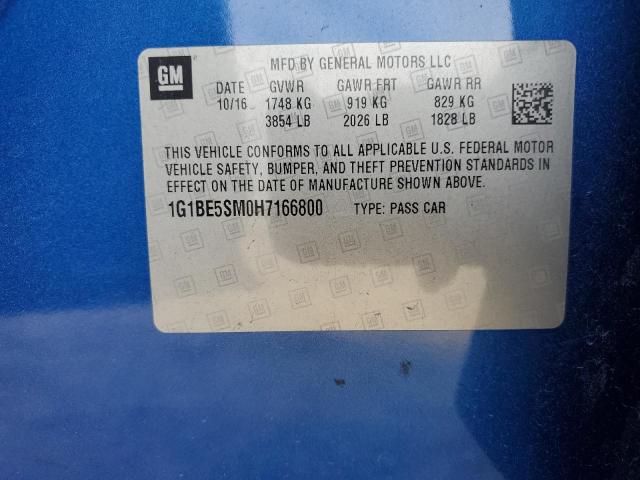 GM
MFD BY GENERAL MOTORS LLC
DATE GVWR GAWR FRT GAWR RR
10/16 1748 KG 919 KG 829 KG
3854 LB 2026 LB 1828 LB
THIS VEHICLE CONFORMS TO ALL APPLICABLE U.S. FEDERAL MOTOR
VEHICLE SAFETY, BUMPER, AND THEFT PREVENTION STANDARDS IN
EFFECT ON THE DATE OF MANUFACTURE SHOWN ABOVE.
1G1BE5SM0H7166800 TYPE: PASS CAR